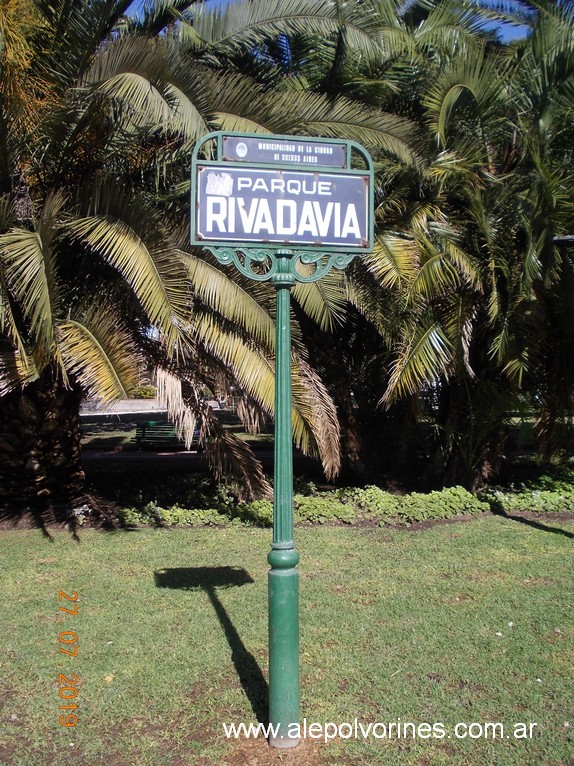 MUNICIPALIDAD DE LA CIUDAD
DE BUENOS AIRES
PARQUE
RIVADAVIA
27.07.2019
www.alepolvorines.com.ar